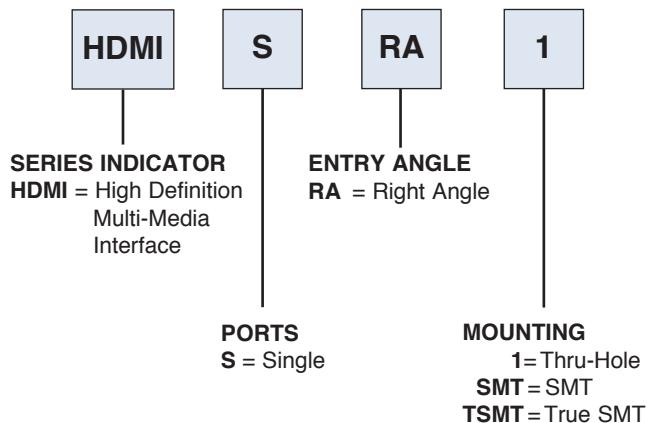 HDMI S RA 1
SERIES INDICATOR
HDMI = High Definition
Multi-Media
Interface
ENTRY ANGLE
RA = Right Angle
PORTS
S = Single
MOUNTING
1= Thru-Hole
SMT = SMT
TSMT = True SMT